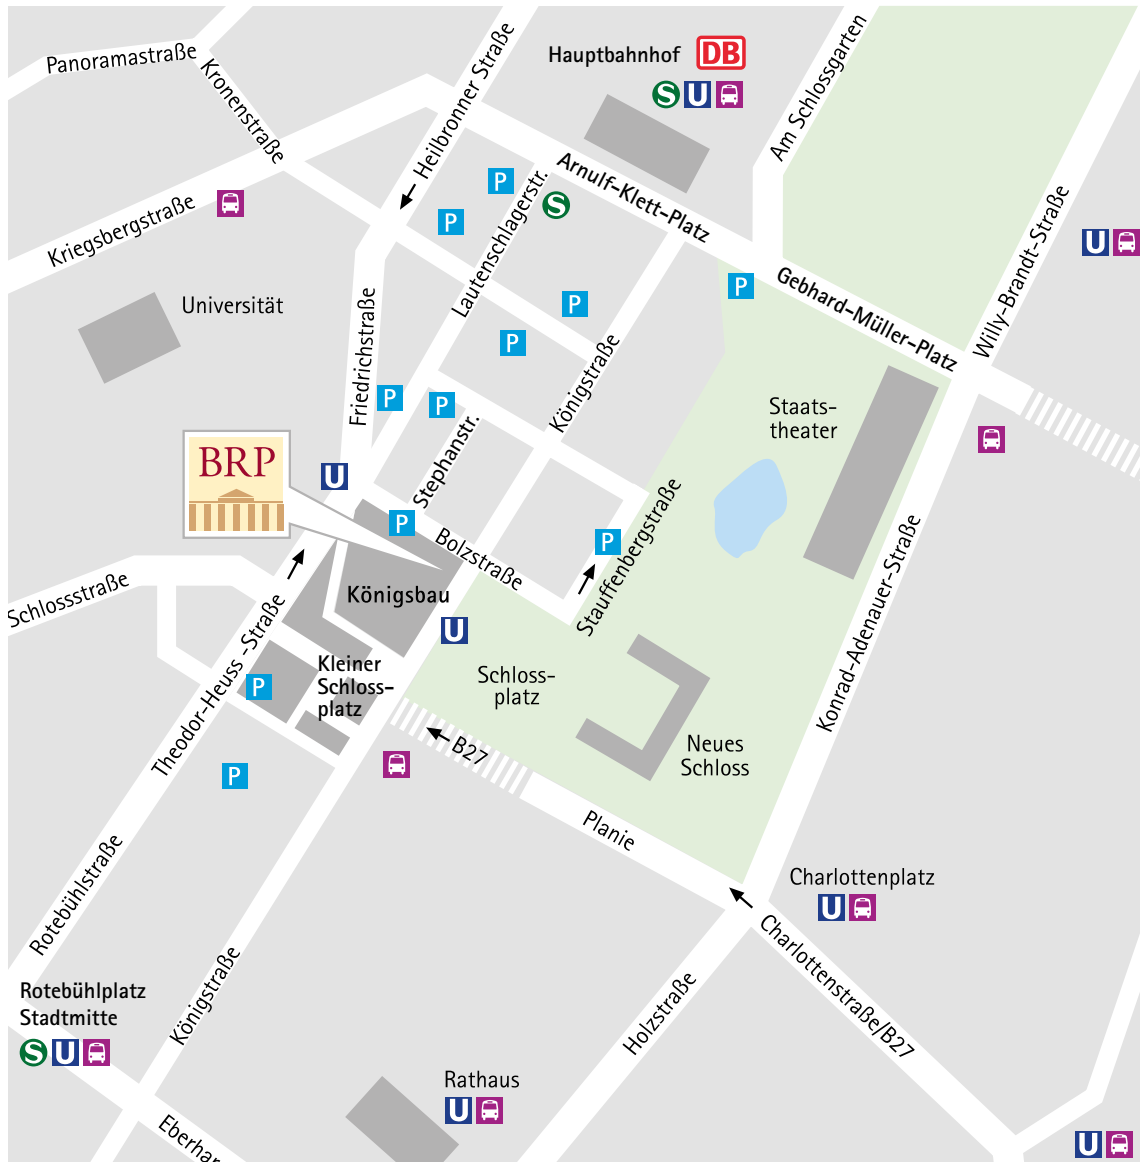 Hauptbahnhof DB
S U
Panoramastraße
Kronenstraße
Heilbronner Straße
Am Schlossgarten
Arnulf-Klett-Platz
P
S
P
Kriegsbergstraße
Lautenschlagerstr.
Willy-Brandt-Straße
U
Universität
P
Gebhard-Müller-Platz
P
P
Friedrichstraße
Königstraße
P
P
Staats-
theater
BRP
U
Stephanstr.
P
Bolzstraße
P
Stauffenbergstraße
Konrad-Adenauer-Straße
Schlossstraße
Königsbau
U
Theodor-Heuss-Straße
Kleiner
Schloss-
platz
P
Schloss-
platz
Neues
Schloss
B27
P
Planie
Rotebühlstraße
Charlottenplatz
U
Charlottenstraße/B27
Königstraße
Holzstraße
Rotebühlplatz
Stadtmitte
S U
Rathaus
U
Eberhar
U